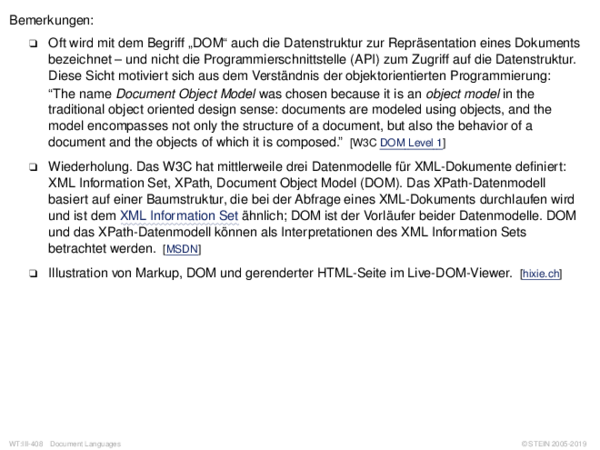 Bemerkungen:
❑ Oft wird mit dem Begriff „DOM“ auch die Datenstruktur zur Repräsentation eines Dokuments
bezeichnet – und nicht die Programmierschnittstelle (API) zum Zugriff auf die Datenstruktur.
Diese Sicht motiviert sich aus dem Verständnis der objektorientierten Programmierung:
“The name Document Object Model was chosen because it is an object model in the
traditional object oriented design sense: documents are modeled using objects, and the
model encompasses not only the structure of a document, but also the behavior of a
document and the objects of which it is composed.” [W3C DOM Level 1]
❑ Wiederholung. Das W3C hat mittlerweile drei Datenmodelle für XML-Dokumente definiert:
XML Information Set, XPath, Document Object Model (DOM). Das XPath-Datenmodell
basiert auf einer Baumstruktur, die bei der Abfrage eines XML-Dokuments durchlaufen wird
und ist dem XML Information Set ähnlich; DOM ist der Vorläufer beider Datenmodelle. DOM
und das XPath-Datenmodell können als Interpretationen des XML Information Sets
betrachtet werden. [MSDN]
❑ Illustration von Markup, DOM und gerenderter HTML-Seite im Live-DOM-Viewer. [hixie.ch]
WT:III-408 Document Languages
© STEIN 2005-2019